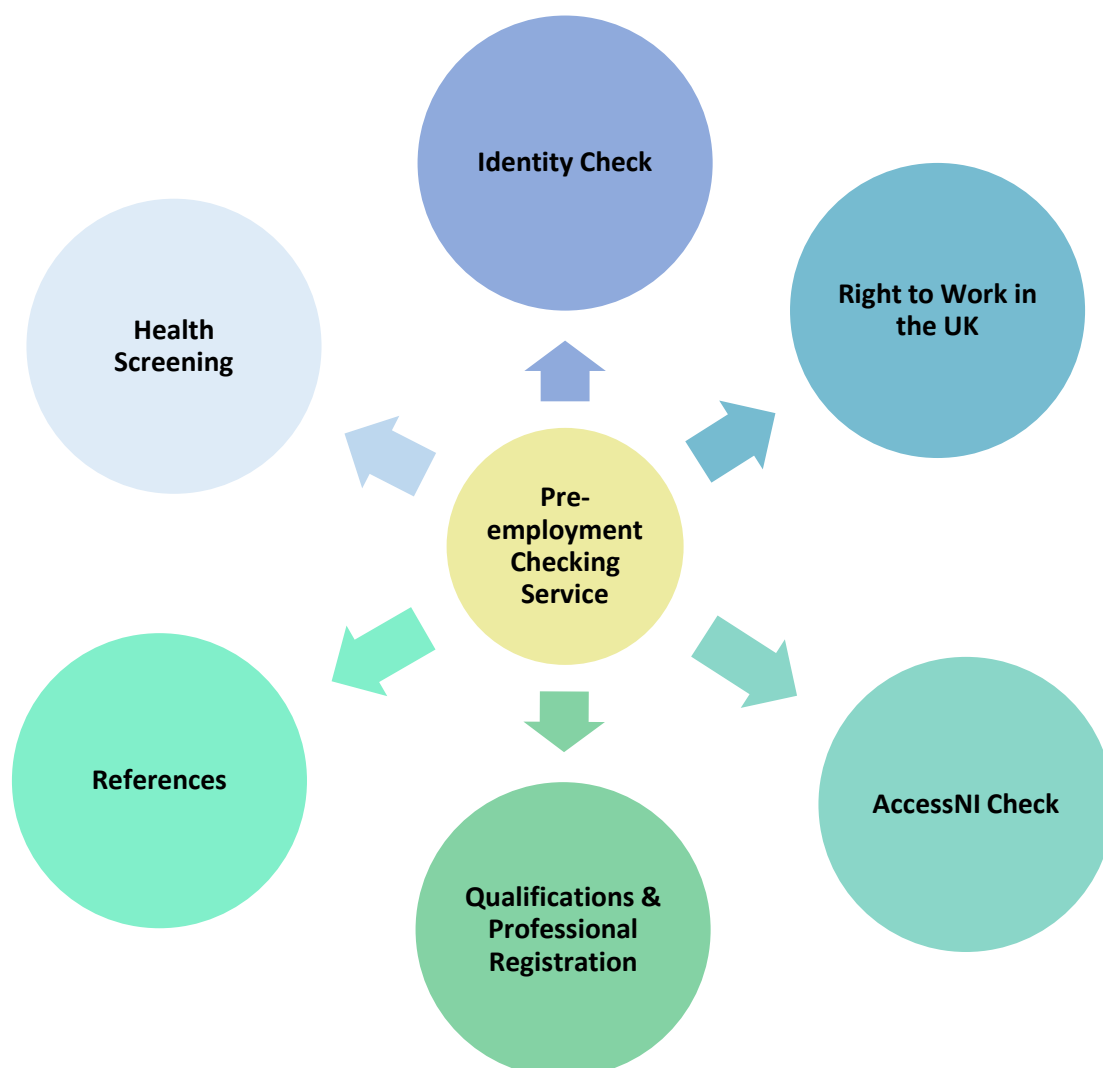 Identity Check
Right to Work in
the UK
Health
Screening
Pre-
employment
Checking
Service
References
AccessNI Check
Qualifications &
Professional
Registration